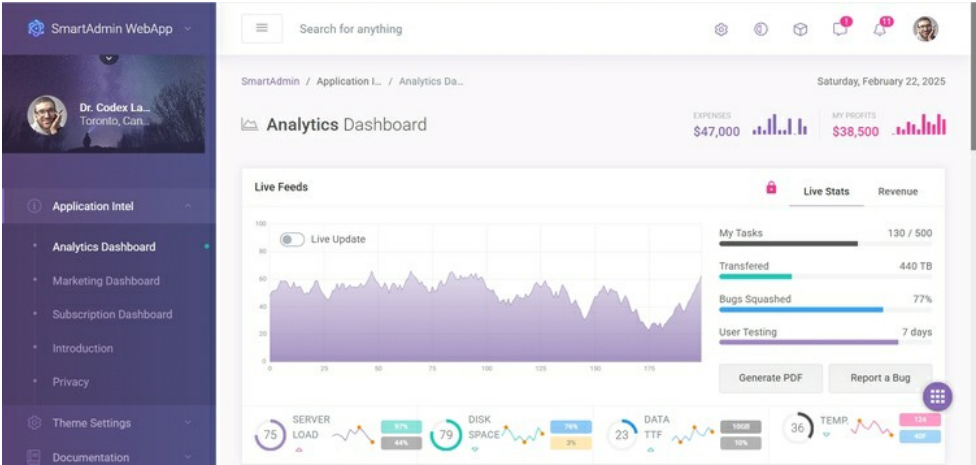 SmartAdmin WebApp
Search for anything
1
11
Dr. Codex La...
Toronto, Can...
SmartAdmin / Application I... / Analytics Da...
Saturday, February 22, 2025
Analytics Dashboard
EXPENSES
$47,000
MY PROFITS
$38,500
Application Intel
Analytics Dashboard
Marketing Dashboard
Subscription Dashboard
Introduction
Privacy
Theme Settings
Documentation
Live Feeds
Live Stats
Revenue
100
80
60
40
20
0
Live Update
0 25 50 75 100 125 150 175
My Tasks 130 / 500
Transfered 440 TB
Bugs Squashed 77%
User Testing 7 days
Generate PDF
Report a Bug
75
SERVER
LOAD
97%
44%
79
DISK
SPACE
76%
3%
23
DATA
TTF
10GB
10%
36
TEMP.
124
40F